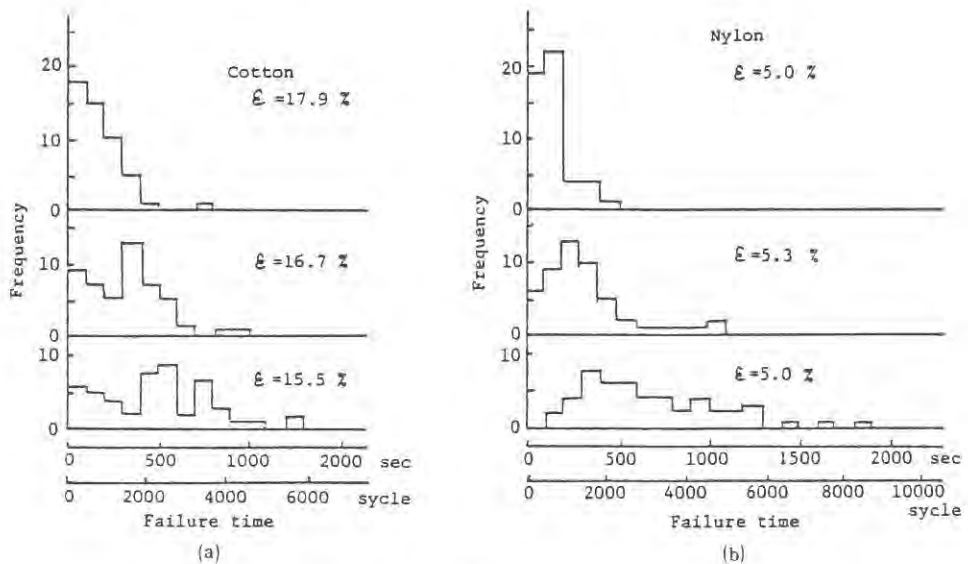 Cotton
ε =17.9 %
20
10
0
ε =16.7 %
10
0
ε =15.5 %
10
0
Frequency
0 500 1000 2000 sec
0 2000 4000 6000 sycle
Failure time
(a)
Nylon
ε =5.0 %
20
10
0
ε =5.3 %
10
0
ε =5.0 %
10
0
Frequency
0 500 1000 1500 2000 sec
0 2000 4000 6000 8000 10000
sycle
Failure time
(b)